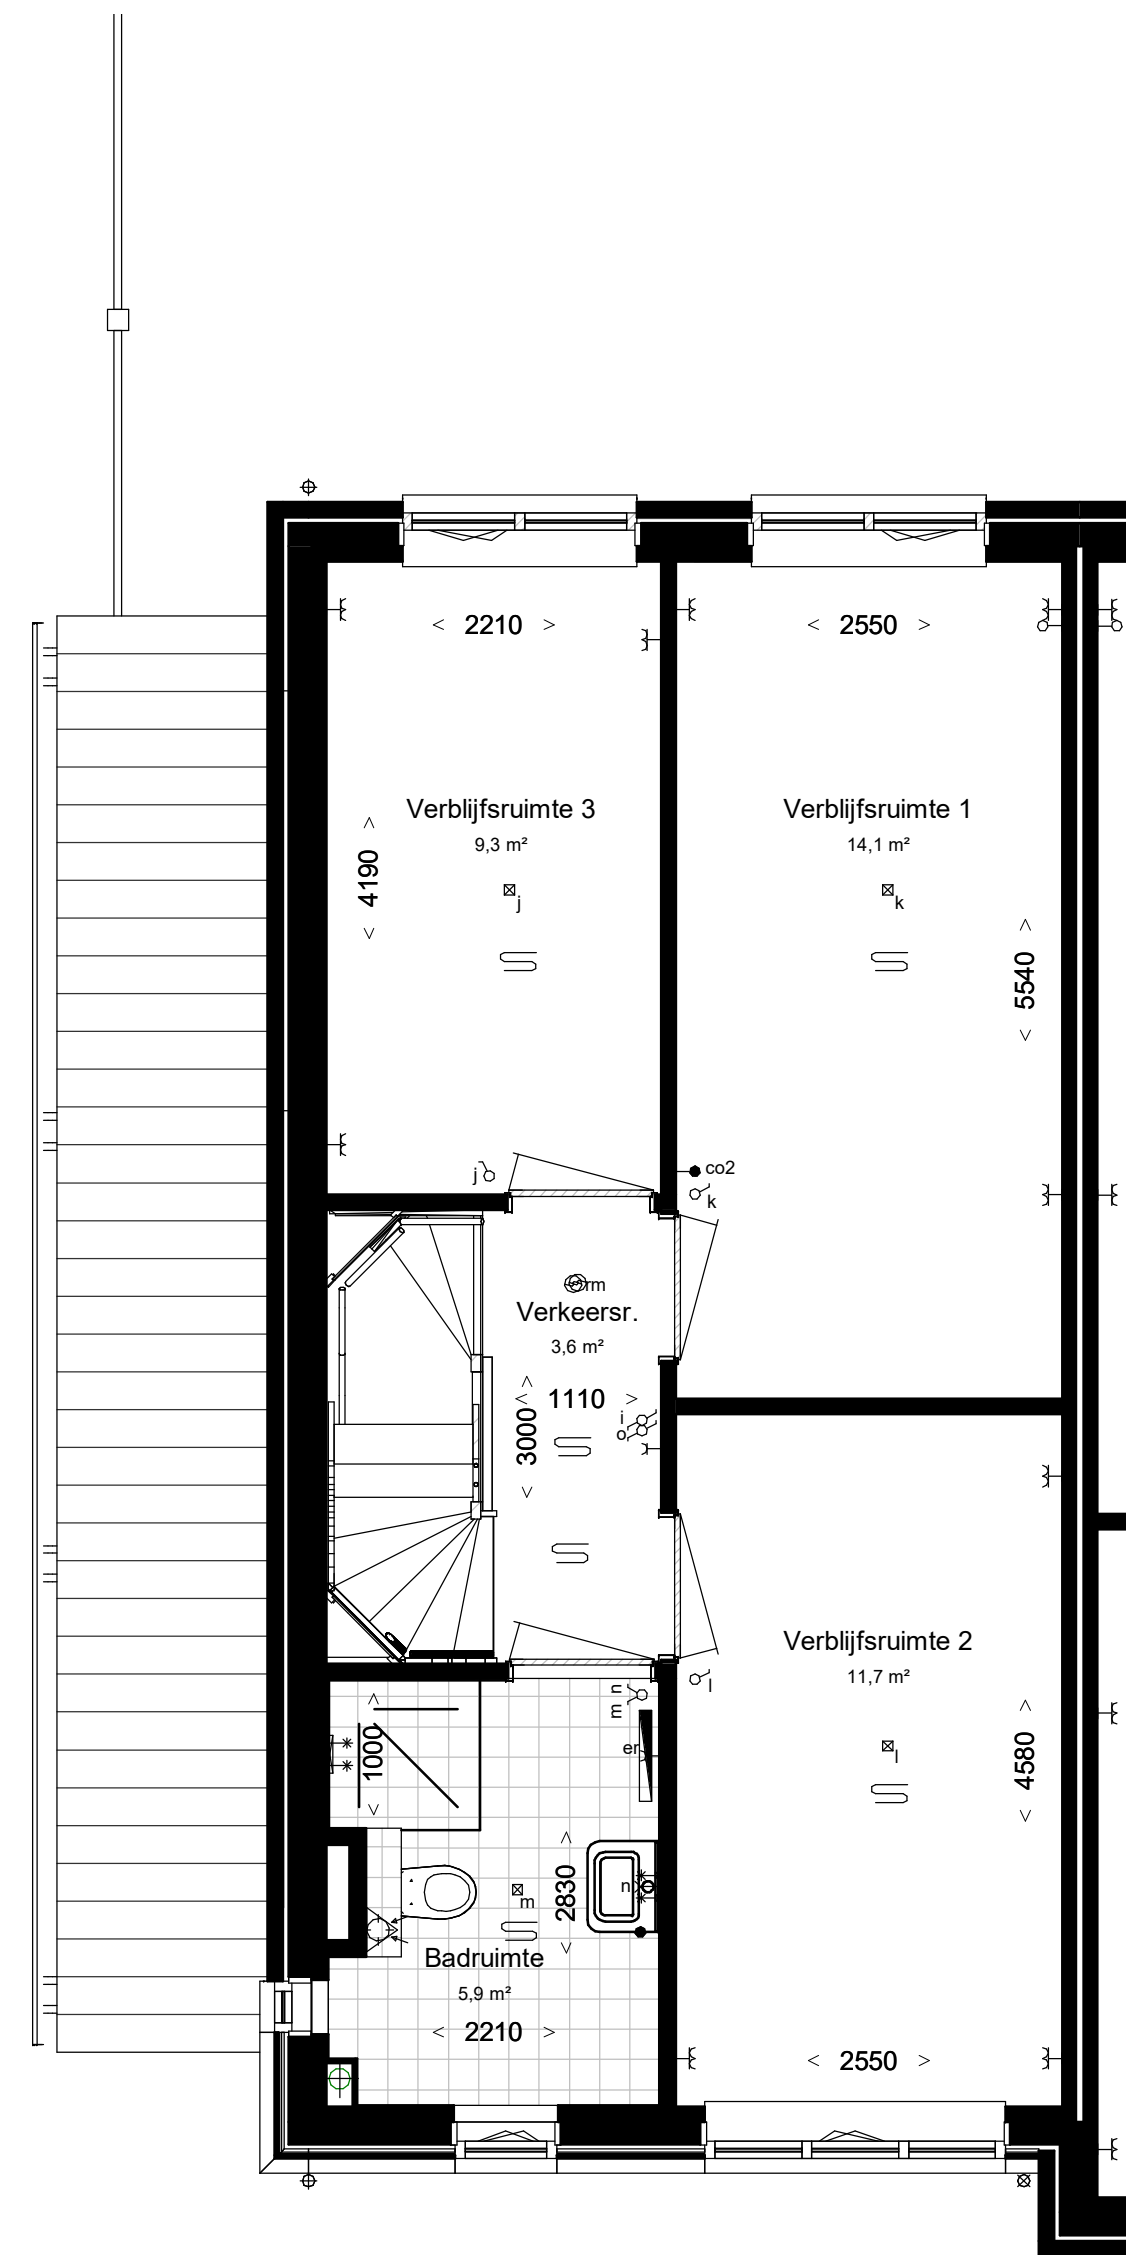 < 2210 >
< 2550 >
Verblijfsruimte 3
9,3 m²
Verblijfsruimte 1
14,1 m²
< 4190 >
j
k
< 5540 >
j
co2
k
rm
Verkeersr.
3,6 m²
< 1110 >
< 3000 >
i
o
Verblijfsruimte 2
11,7 m²
l
m n
< 1000 >
er
l
< 4580 >
< 2830 >
n
m
Badruimte
5,9 m²
< 2210 >
< 2550 >